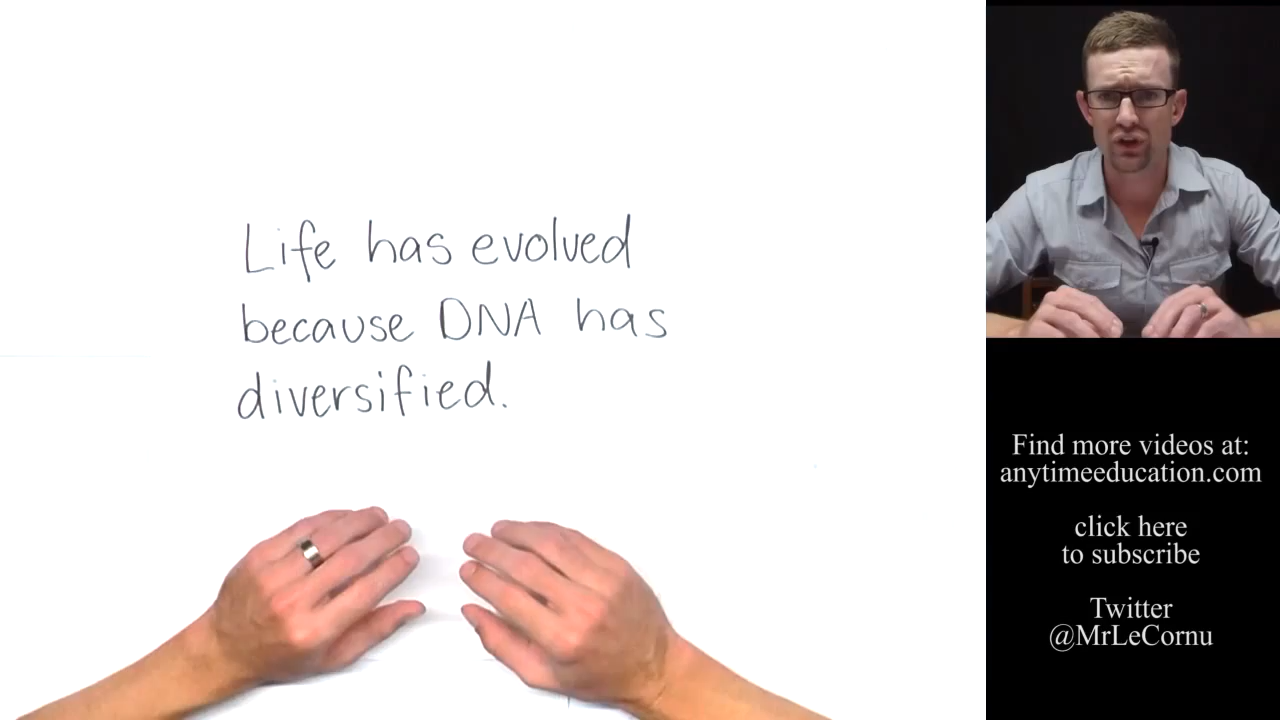 Life has evolved
because DNA has
diversified.
Find more videos at:
anytimeeducation.com
click here
to subscribe
Twitter
@MrLeCornu